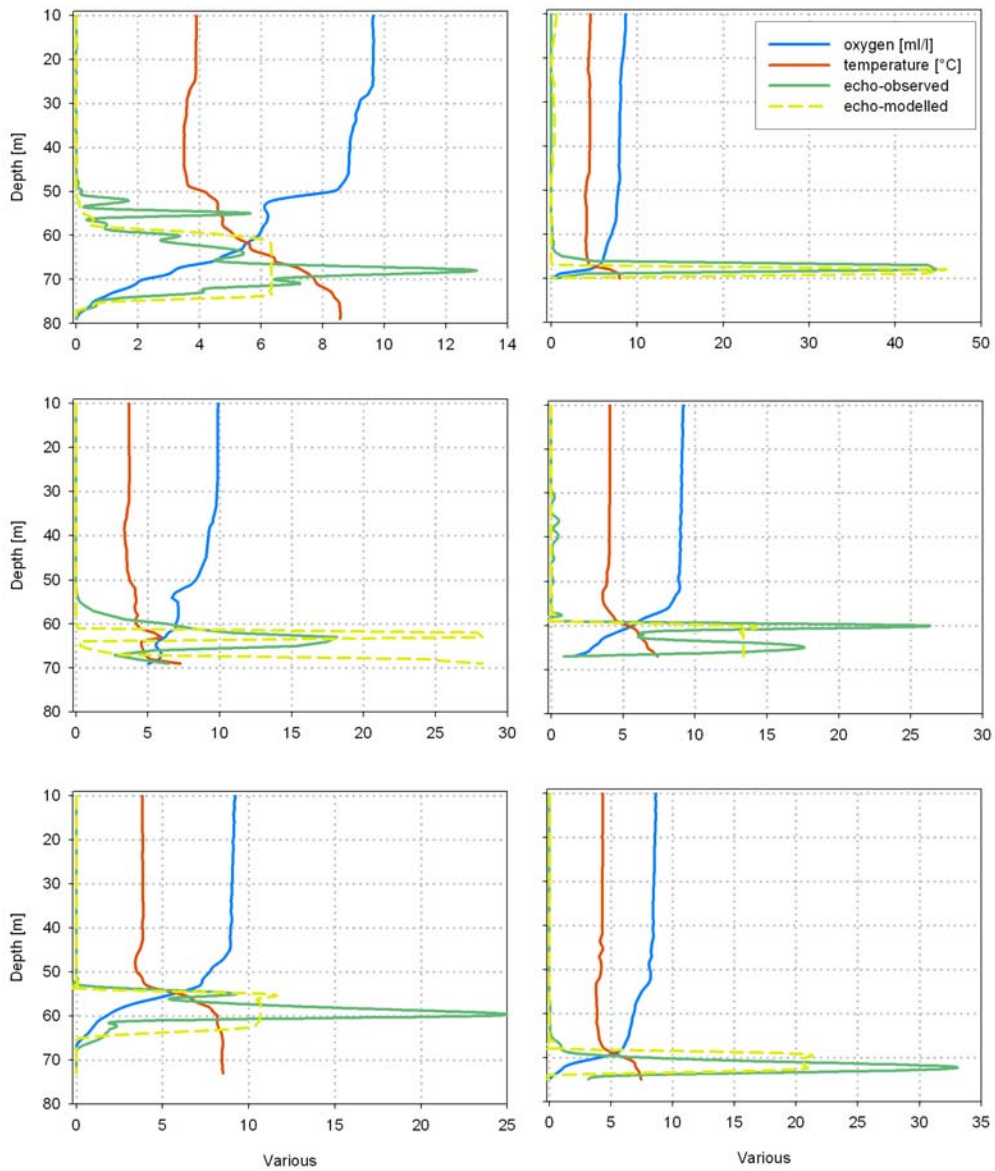 oxygen [ml/l]
temperature [°C]
echo-observed
echo-modelled
Depth [m]
10
20
30
40
50
60
70
80
0 2 4 6 8 10 12 14
0 10 20 30 40 50
Depth [m]
10
20
30
40
50
60
70
80
0 5 10 15 20 25 30
0 5 10 15 20 25 30
Depth [m]
10
20
30
40
50
60
70
80
0 5 10 15 20 25
0 5 10 15 20 25 30 35
Various Various